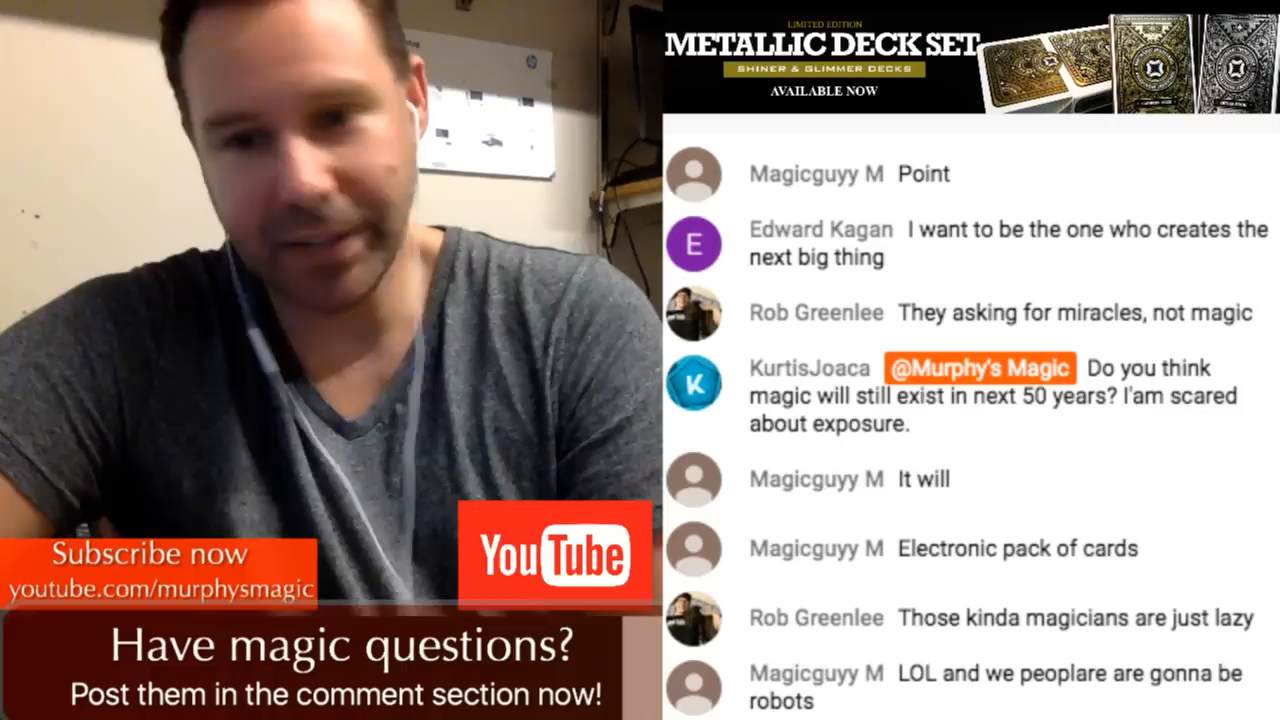 LIMITED EDITION
METALLIC DECK SET
SHINER & GLIMMER DECKS
AVAILABLE NOW
Magicguyy M Point
E
Edward Kagan I want to be the one who creates the
next big thing
Rob Greenlee They asking for miracles, not magic
K
KurtisJoaca @Murphy's Magic Do you think
magic will still exist in next 50 years? I'am scared
about exposure.
Magicguyy M It will
Magicguyy M Electronic pack of cards
Rob Greenlee Those kinda magicians are just lazy
Magicguyy M LOL and we peoplare are gonna be
robots
YouTube
Subscribe now
youtube.com/murphysmagic
Have magic questions?
Post them in the comment section now!
hp